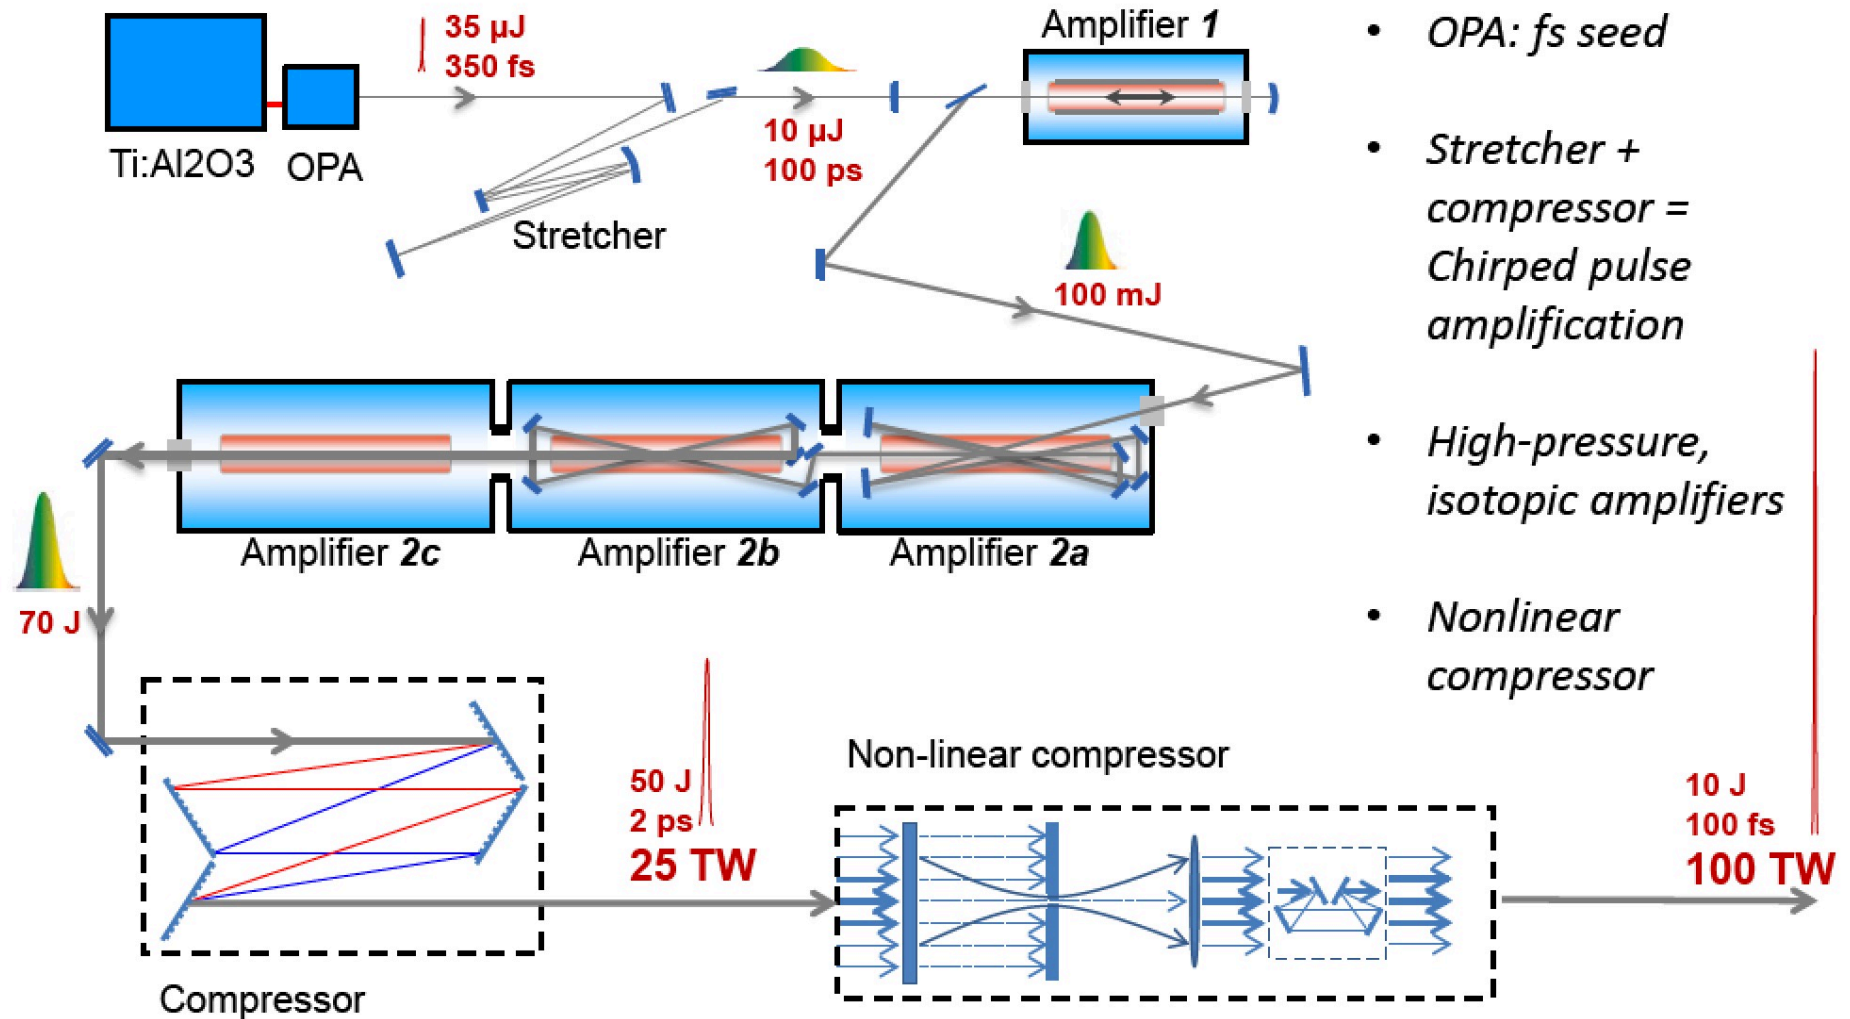 35 µJ
350 fs
Ti:Al2O3
OPA
Stretcher
10 µJ
100 ps
Amplifier 1
100 mJ
Amplifier 2c
Amplifier 2b
Amplifier 2a
70 J
Compressor
50 J
2 ps
25 TW
Non-linear compressor
10 J
100 fs
100 TW
• OPA: fs seed
• Stretcher +
compressor =
Chirped pulse
amplification
• High-pressure,
isotopic amplifiers
• Nonlinear
compressor